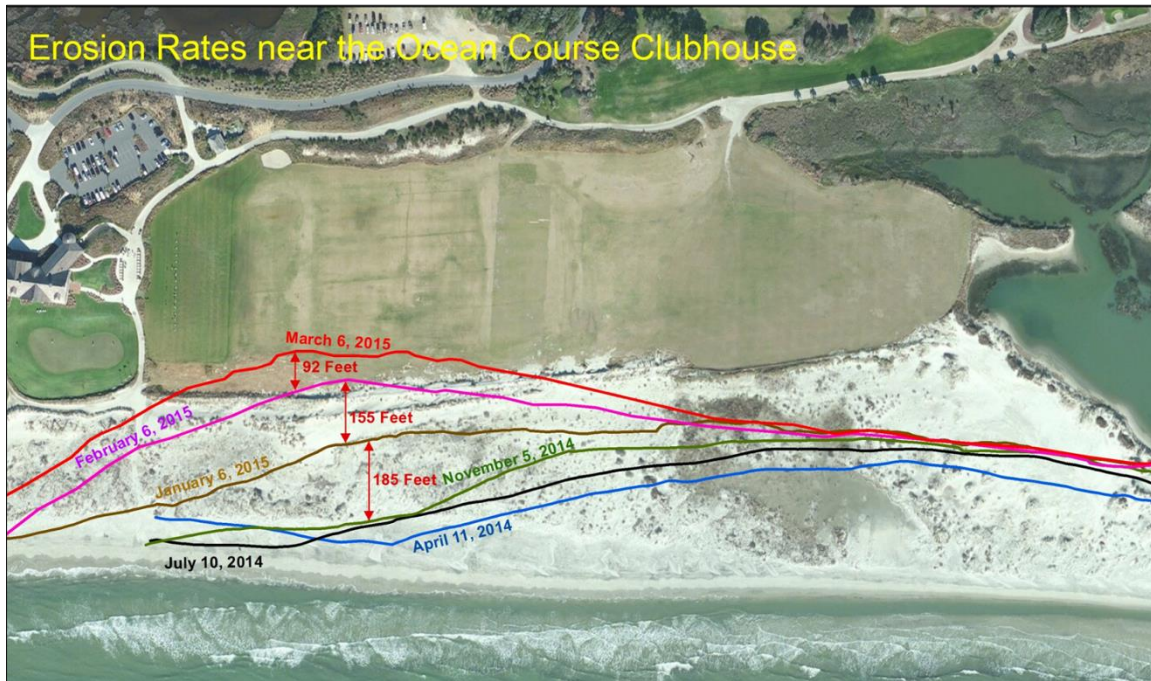 Erosion Rates near the Ocean Course Clubhouse
March 6, 2015
92 Feet
155 Feet
February 6, 2015
November 5, 2014
January 6, 2015
185 Feet
April 11, 2014
July 10, 2014